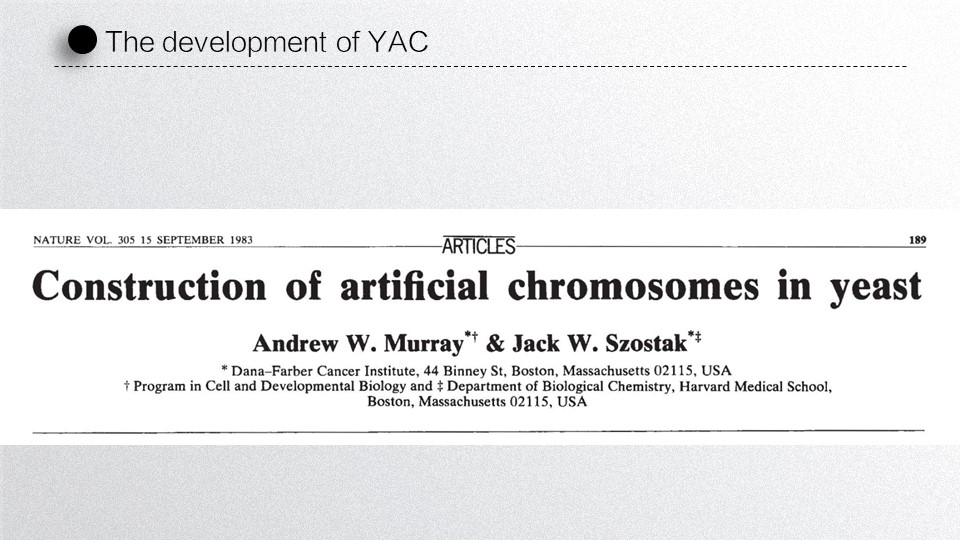 The development of YAC
NATURE VOL. 305 15 SEPTEMBER 1983 ARTICLES 189
Construction of artificial chromosomes in yeast
Andrew W. Murray*† & Jack W. Szostak*‡
* Dana–Farber Cancer Institute, 44 Binney St, Boston, Massachusetts 02115, USA
† Program in Cell and Developmental Biology and ‡ Department of Biological Chemistry, Harvard Medical School,
Boston, Massachusetts 02115, USA